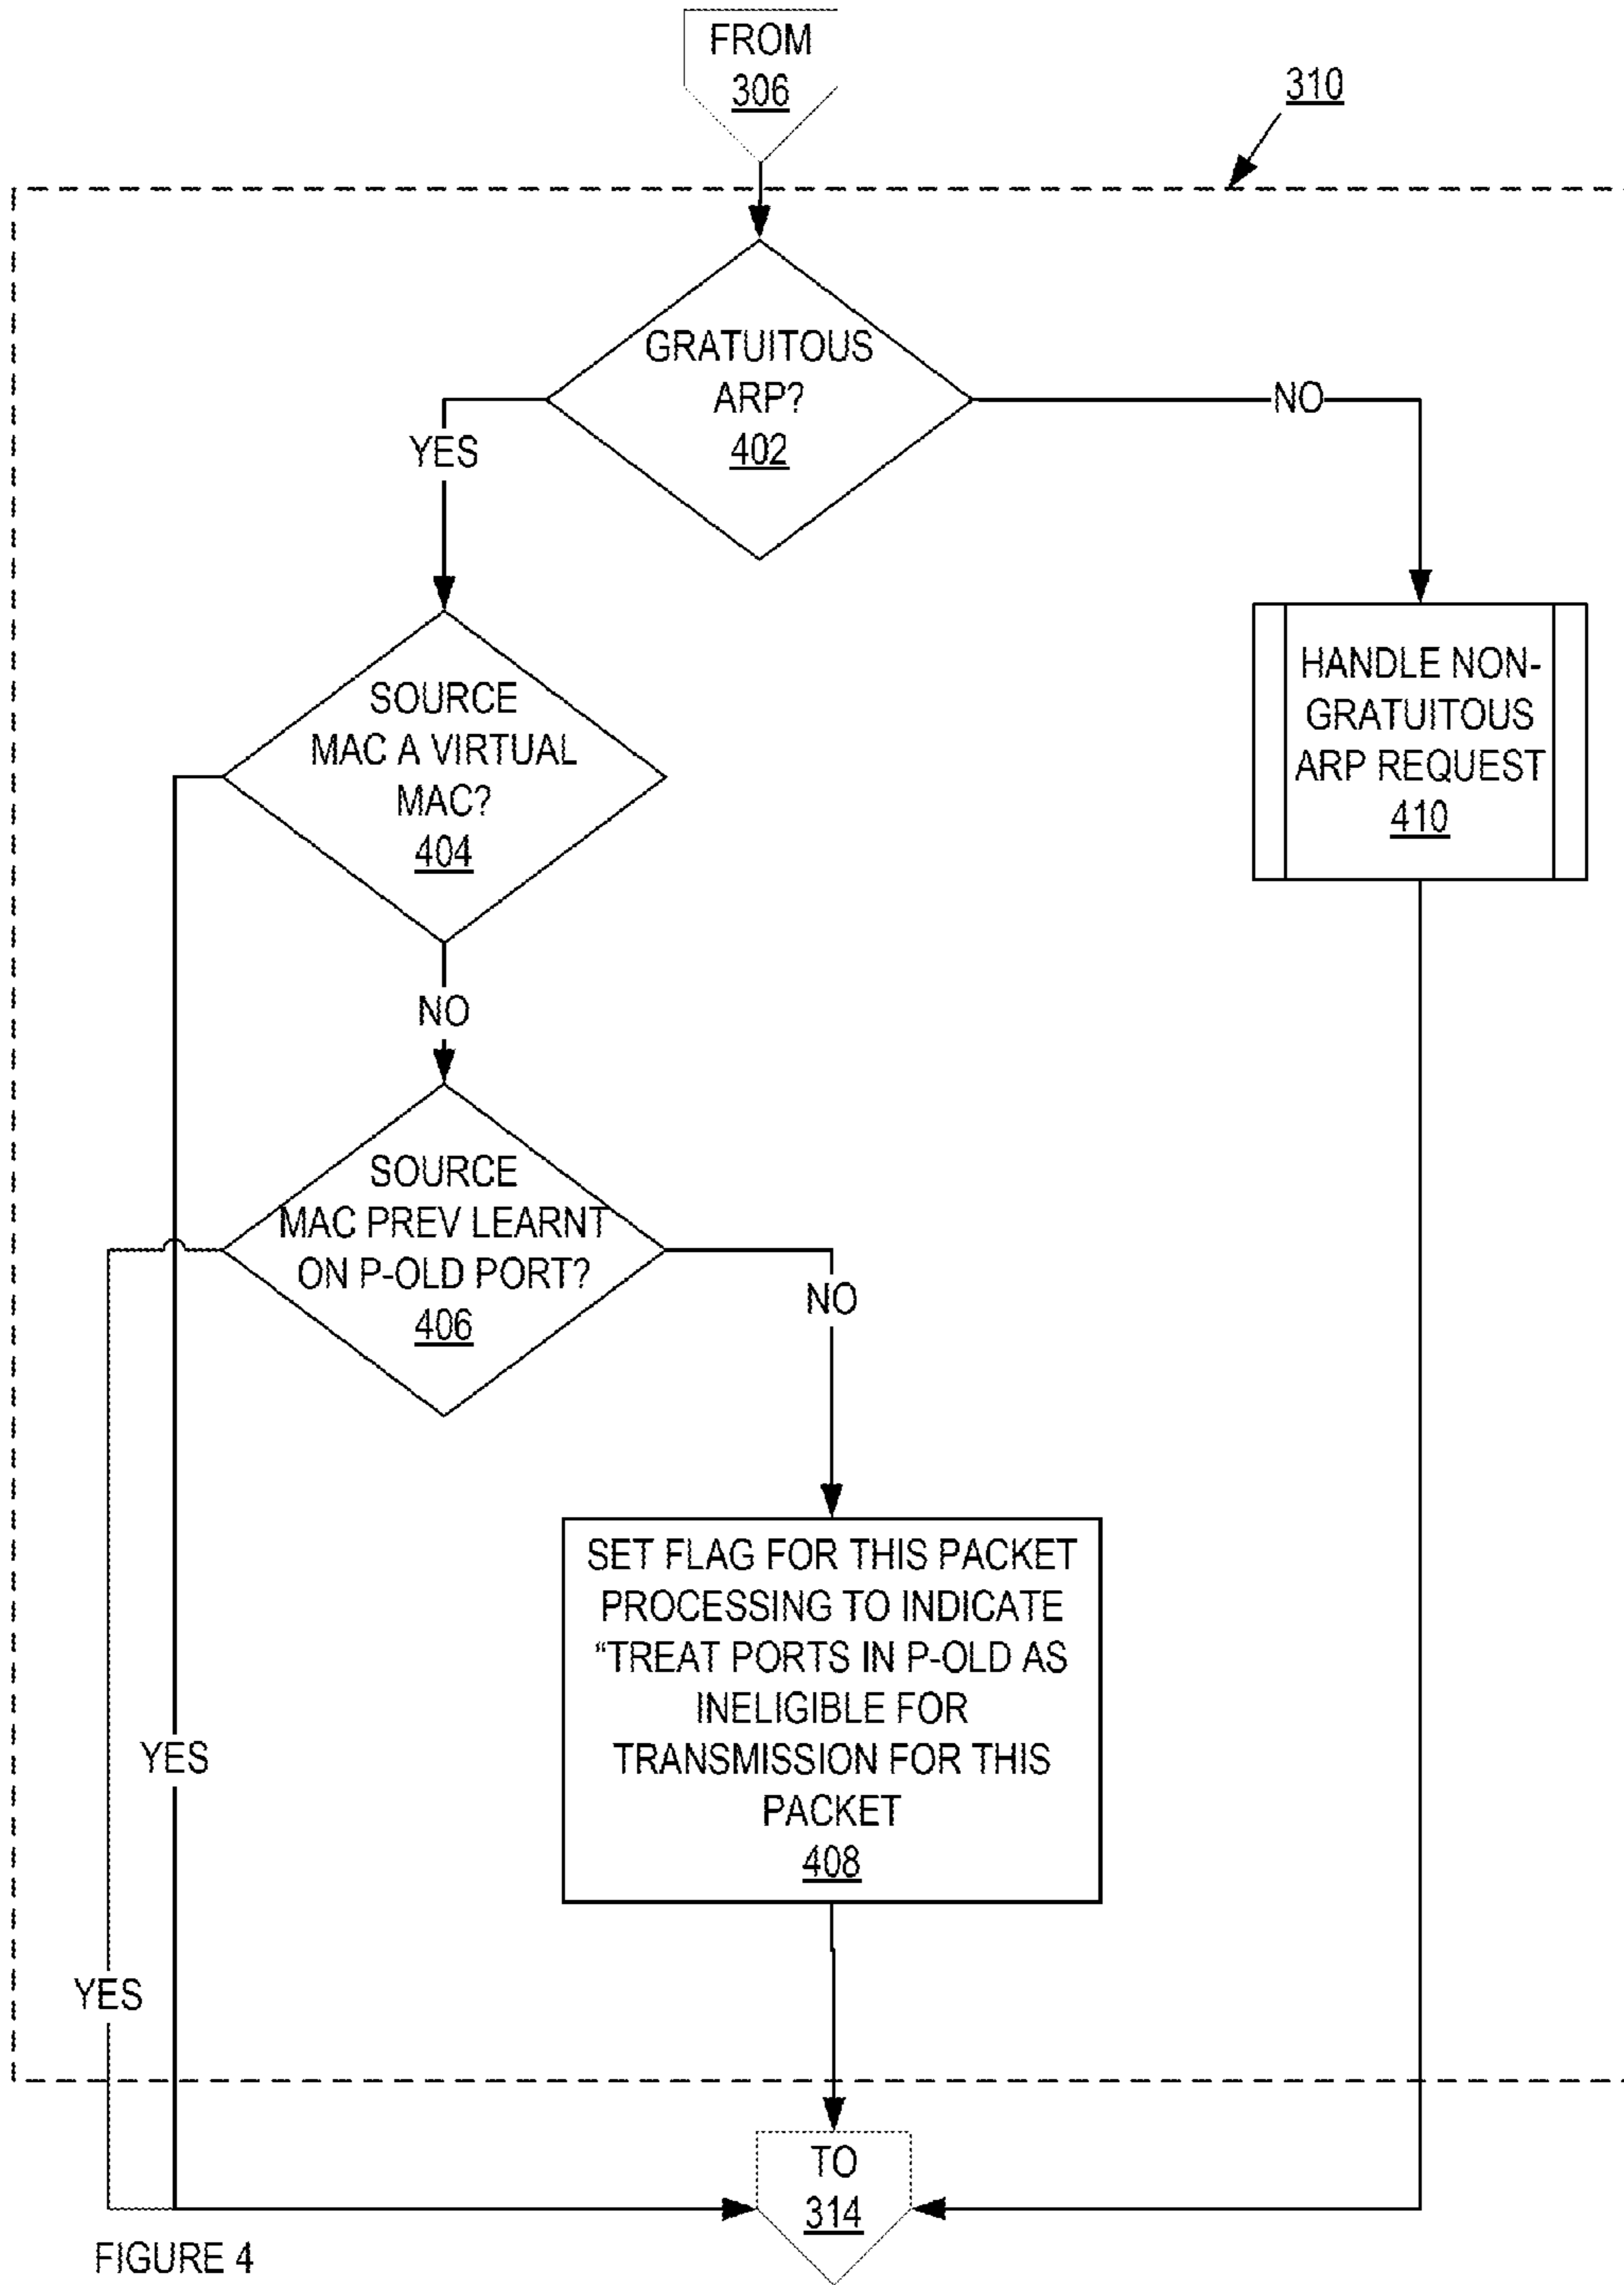 FROM
306
310
GRATUITOUS
ARP?
402
YES
NO
SOURCE
MAC A VIRTUAL
MAC?
404
HANDLE NON-
GRATUITOUS
ARP REQUEST
410
NO
SOURCE
MAC PREV LEARNT
ON P-OLD PORT?
406
NO
SET FLAG FOR THIS PACKET
PROCESSING TO INDICATE
“TREAT PORTS IN P-OLD AS
INELIGIBLE FOR
TRANSMISSION FOR THIS
PACKET
408
YES
YES
TO
314
FIGURE 4